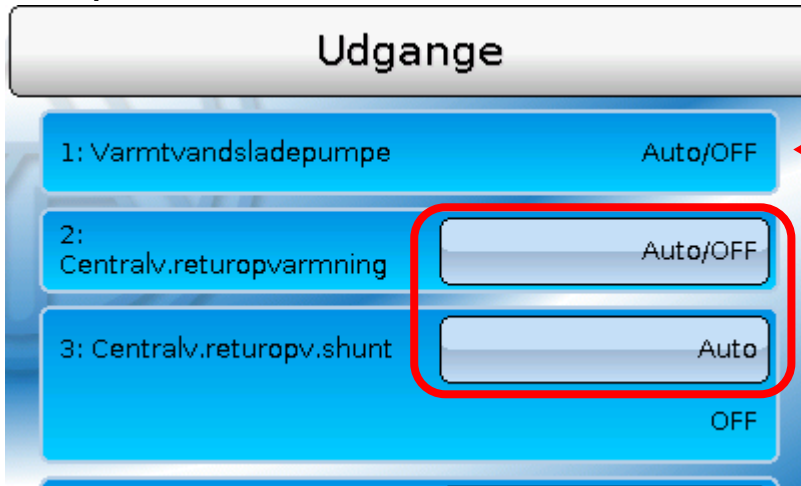 Udgange
1: Varmtvandsladepumpe Auto/OFF
2:
Centralv.returopvarmning Auto/OFF
3: Centralv.returopv.shunt Auto
OFF